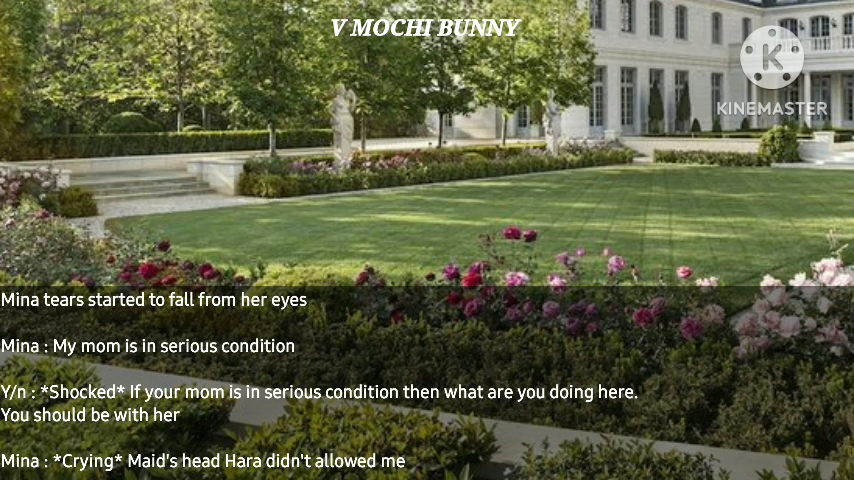 V MOCHI BUNNY
K
KINEMASTER
Mina tears started to fall from her eyes
Mina : My mom is in serious condition
Y/n : *Shocked* If your mom is in serious condition then what are you doing here.
You should be with her
Mina : *Crying* Maid's head Hara didn't allowed me